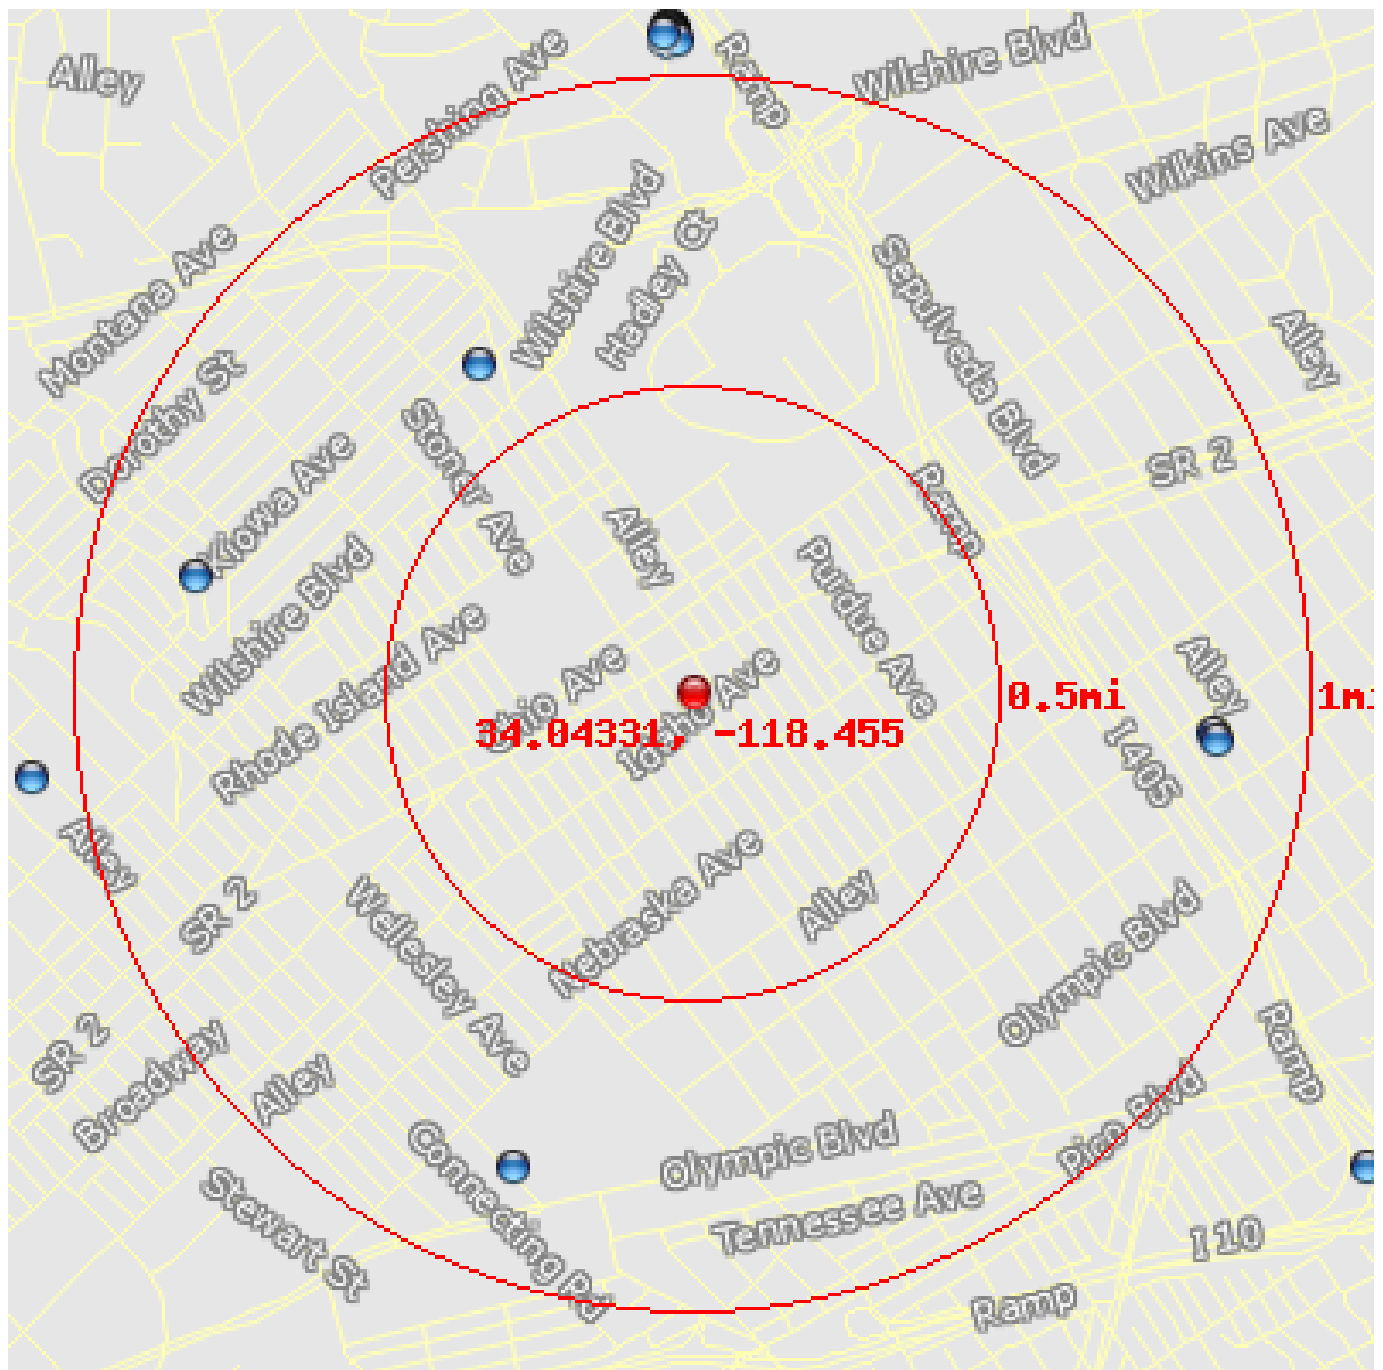 Alley
Pershing Ave
Ramp
Wilshire Blvd
Wilkins Ave
Montana Ave
Wilshire Blvd
Hadley Ct
Sepulveda Blvd
Alley
Dorothy St
Kiowa Ave
Stoner Ave
Alley
Ramp
SR 2
Wilshire Blvd
Rhode Island Ave
Ohio Ave
Idaho Ave
Purdue Ave
0.5mi
Alley
1mi
34.04331, -118.455
I 405
Alley
SR 2
Wellesley Ave
Nebraska Ave
Alley
Olympic Blvd
SR 2
Broadway
Alley
Ramp
Connecting Rd
Olympic Blvd
Pico Blvd
Stewart St
Tennessee Ave
I 10
Ramp